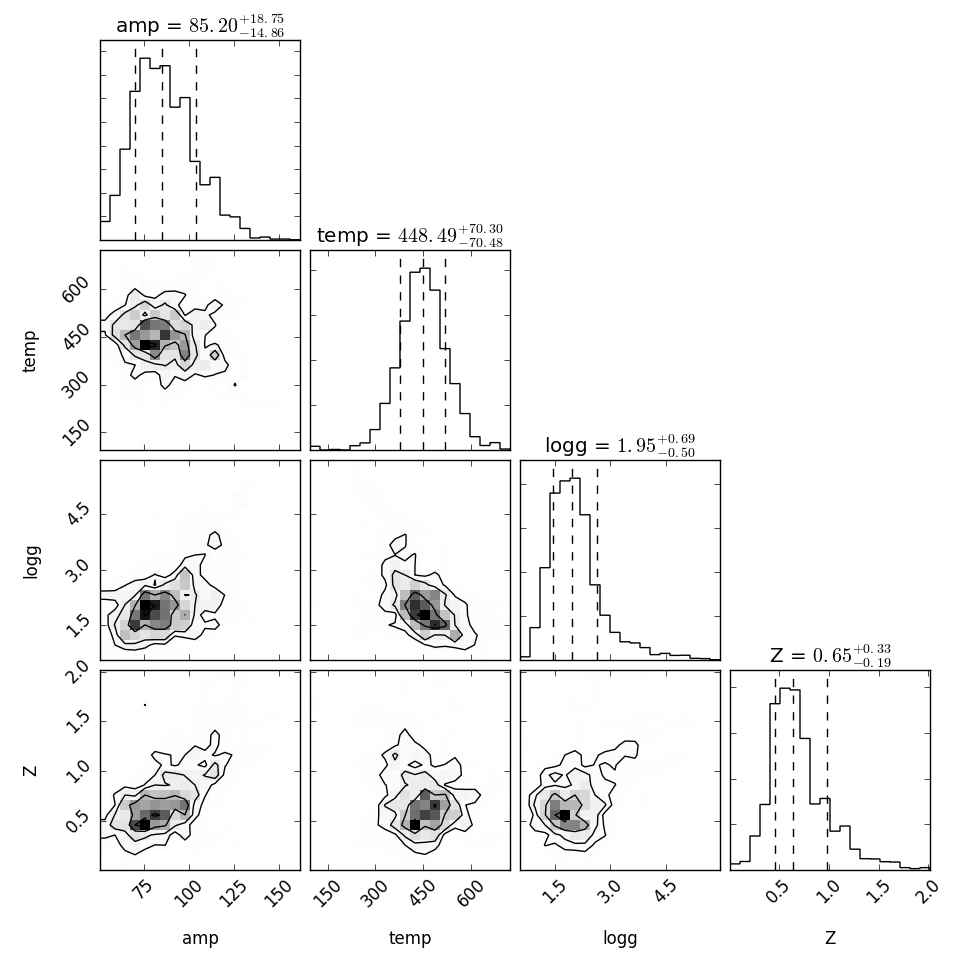 amp = 85.20 +18.75 −14.86
temp = 448.49 +70.30 −70.48
600
450
300
150
temp
logg = 1.95 +0.69 −0.50
4.5
3.0
1.5
logg
Z = 0.65 +0.33 −0.19
2.0
1.5
1.0
0.5
Z
75 100 125 150
150 300 450 600
1.5 3.0 4.5
0.5 1.0 1.5 2.0
amp temp logg Z